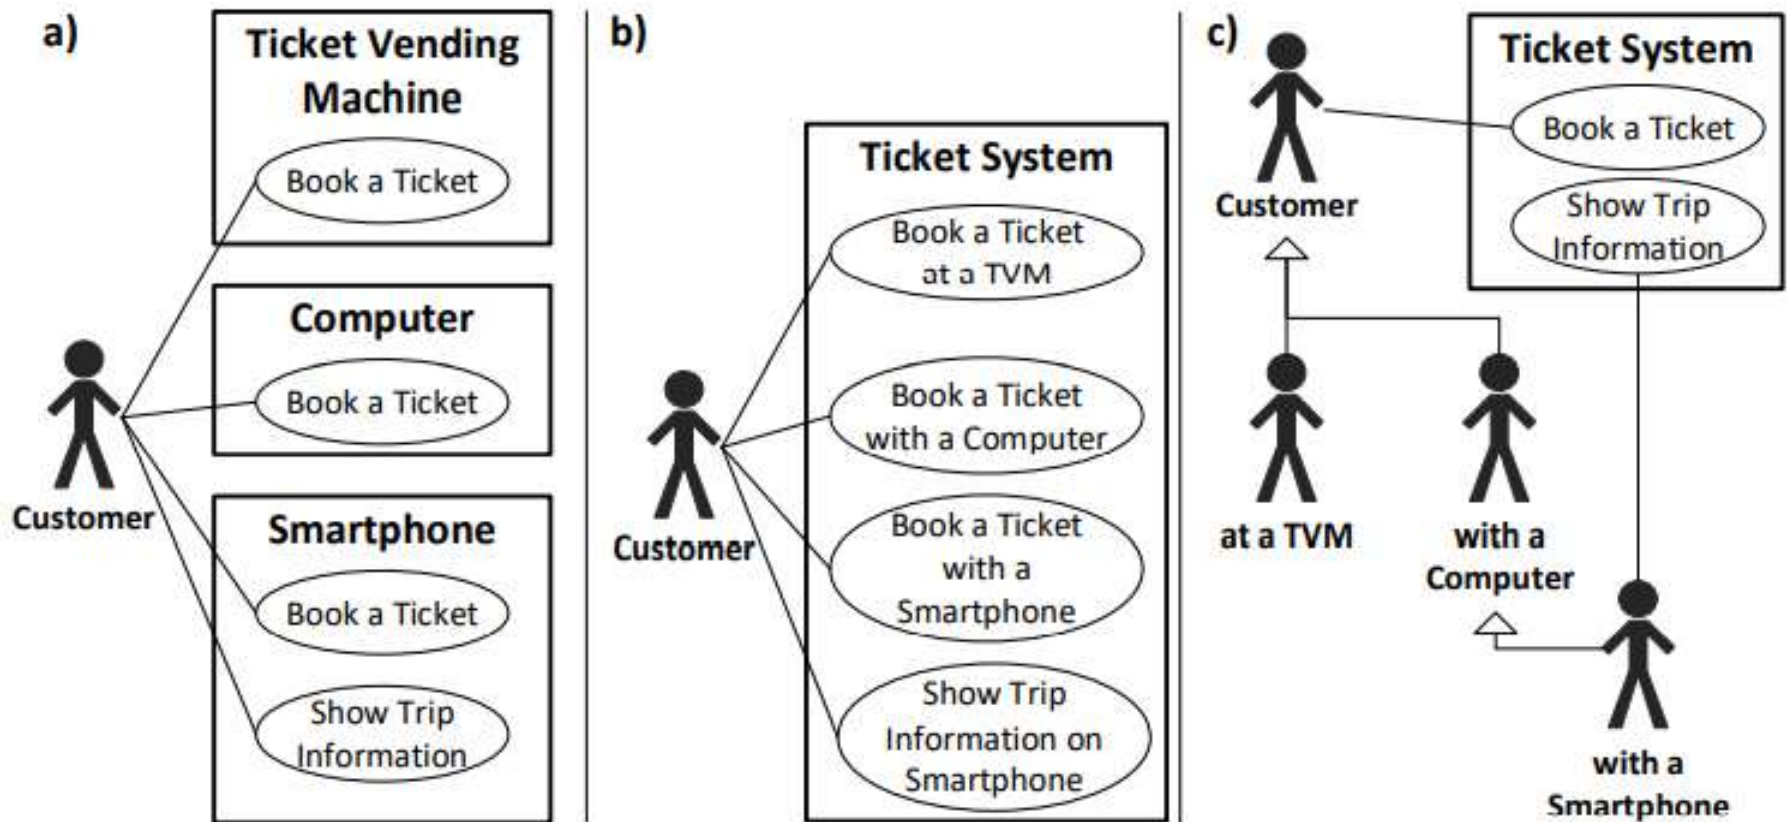 a)
Ticket Vending
Machine
Book a Ticket
Computer
Book a Ticket
Customer
Smartphone
Book a Ticket
Show Trip
Information
b)
Ticket System
Book a Ticket
at a TVM
Book a Ticket
with a Computer
Customer
Book a Ticket
with a
Smartphone
Show Trip
Information on
Smartphone
c)
Ticket System
Book a Ticket
Customer
Show Trip
Information
at a TVM
with a
Computer
with a
Smartphone